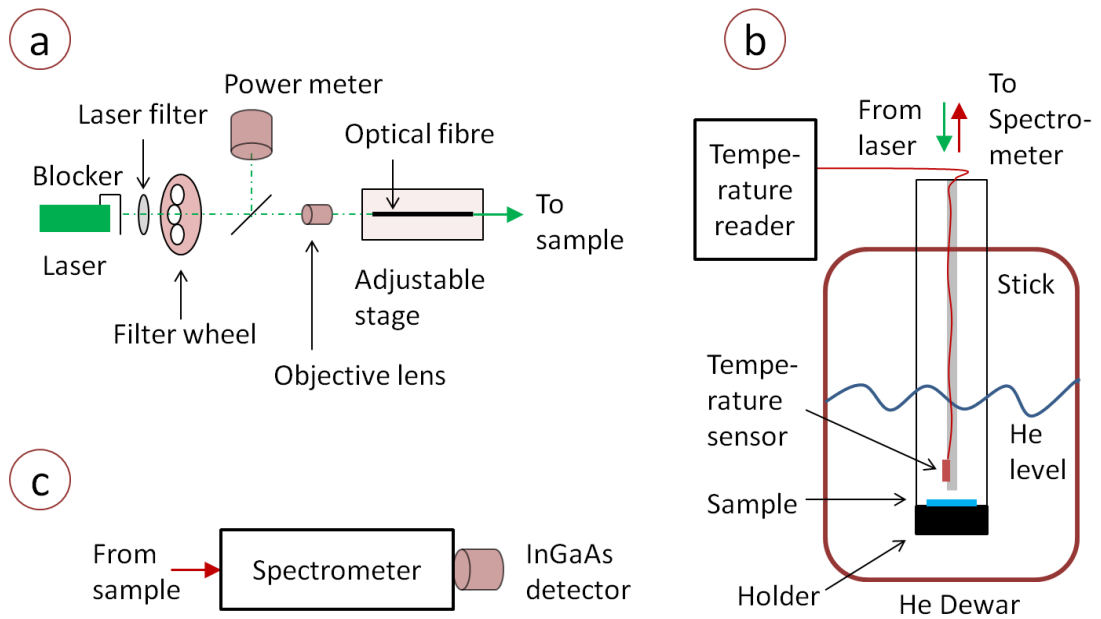 a
Power meter
Laser filter
Optical fibre
Blocker
Laser
To
sample
Filter wheel
Adjustable
stage
Objective lens
b
From
laser
To
Spectro-
meter
Tempe-
rature
reader
Stick
Tempe-
rature
sensor
He
level
Sample
Holder
He Dewar
c
From
sample
Spectrometer
InGaAs
detector